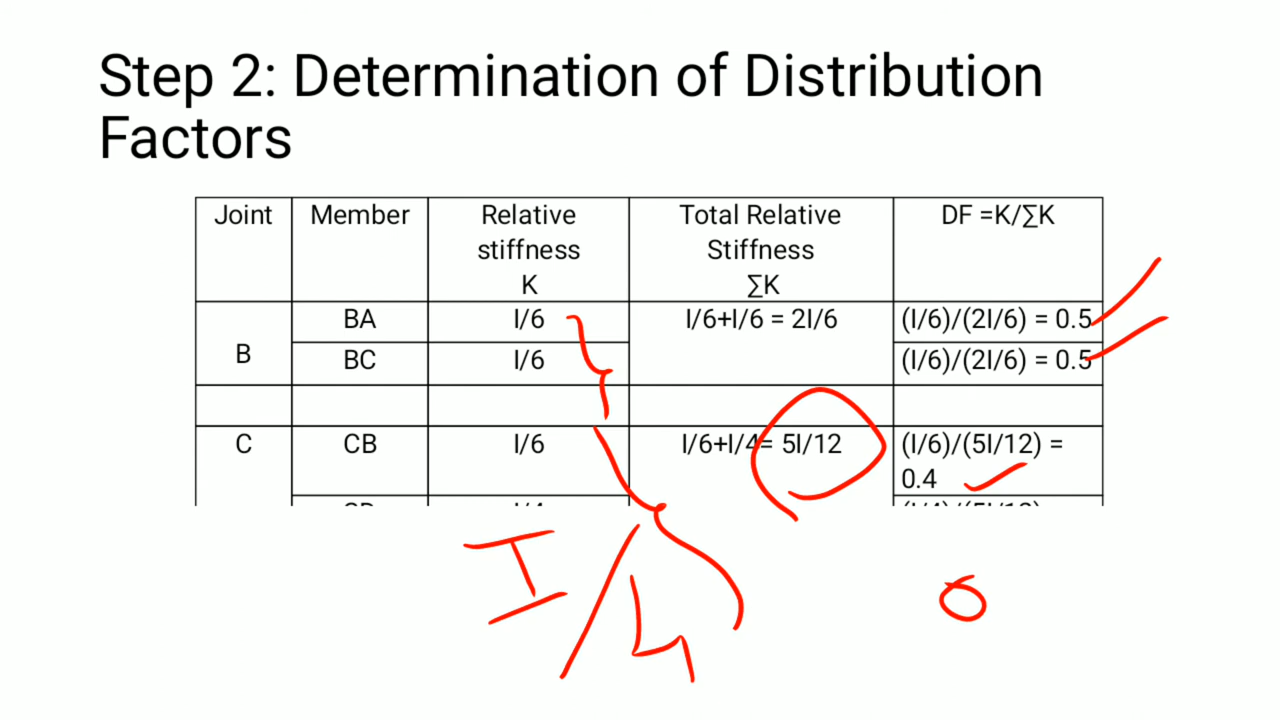 Step 2: Determination of Distribution
Factors
Joint Member Relative stiffness K Total Relative Stiffness ∑K DF =K/∑K
B BA I/6 I/6+I/6 = 2I/6 (I/6)/(2I/6) = 0.5
BC I/6 (I/6)/(2I/6) = 0.5
C CB I/6 I/6+I/4= 5I/12 (I/6)/(5I/12) =
0.4
I/4
0